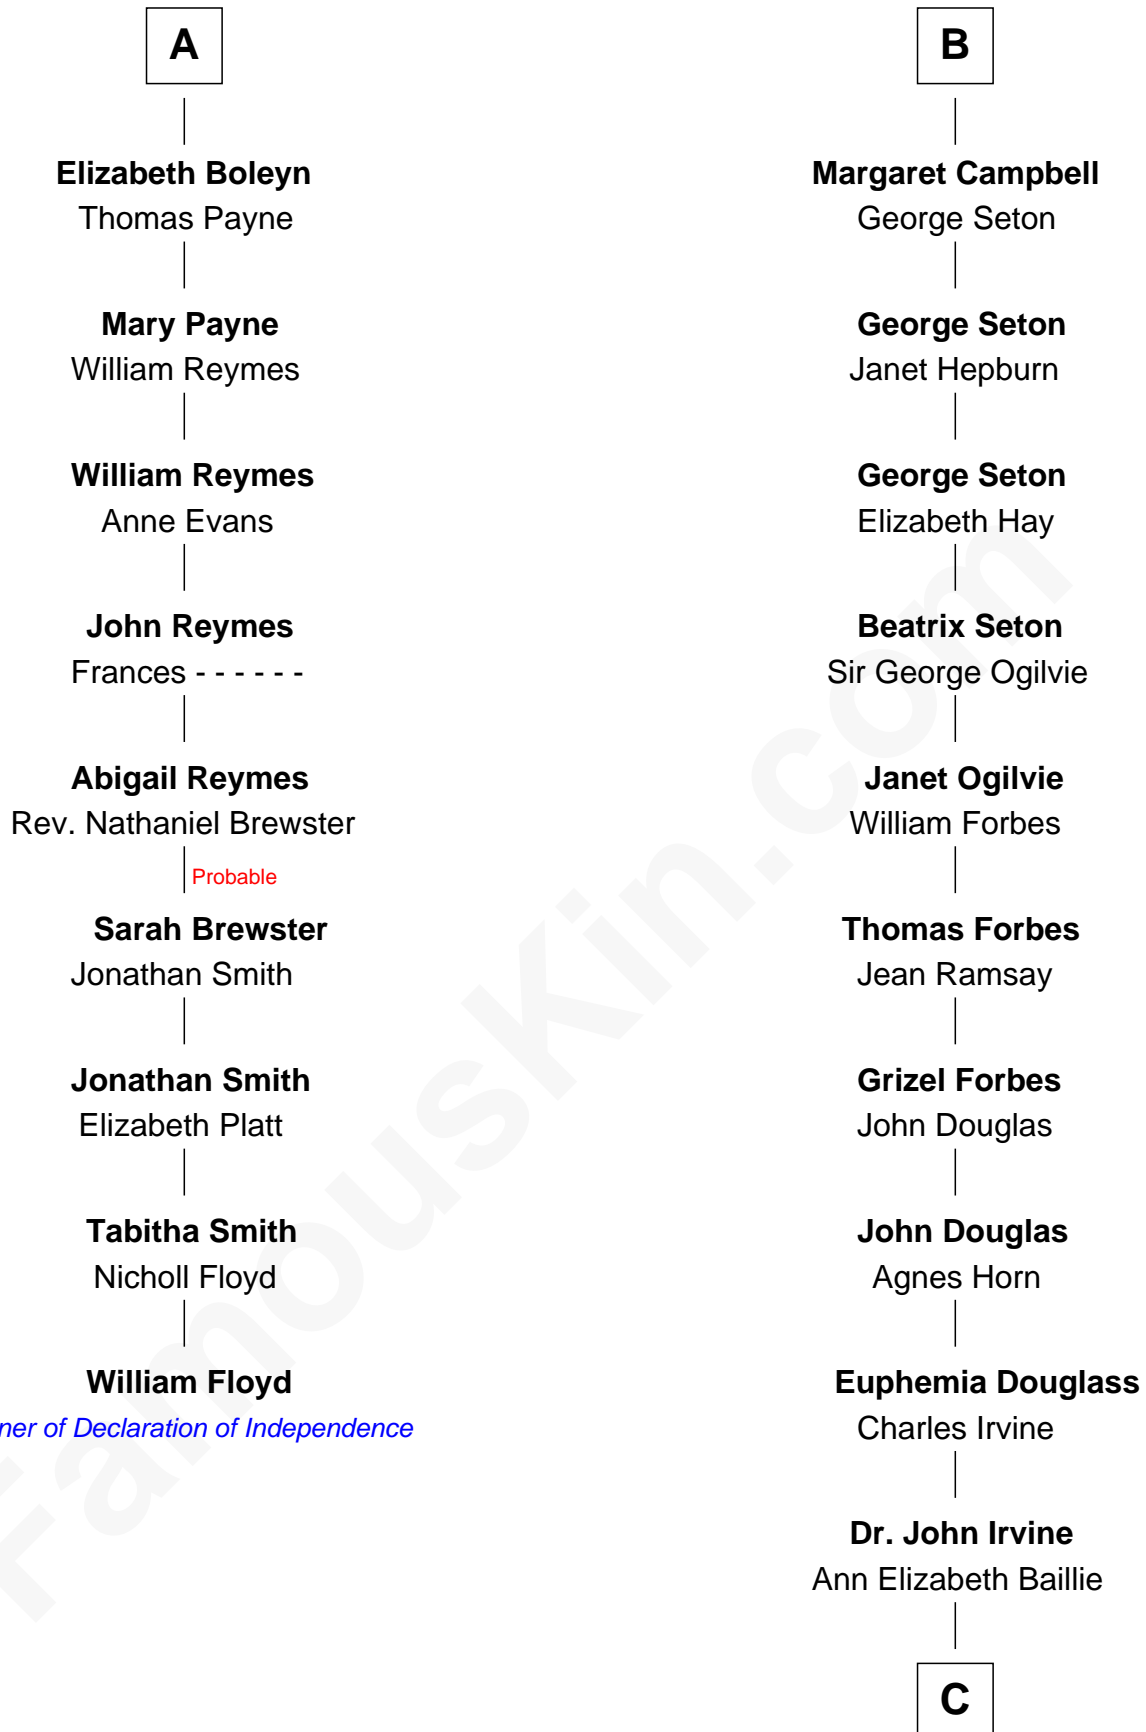 A
Elizabeth Boleyn
Thomas Payne
Mary Payne
William Reymes
William Reymes
Anne Evans
John Reymes
Frances - - - - - -
Abigail Reymes
Rev. Nathaniel Brewster
Probable
Sarah Brewster
Jonathan Smith
Jonathan Smith
Elizabeth Platt
Tabitha Smith
Nicholl Floyd
William Floyd
ner of Declaration of Independence
B
Margaret Campbell
George Seton
George Seton
Janet Hepburn
George Seton
Elizabeth Hay
Beatrix Seton
Sir George Ogilvie
Janet Ogilvie
William Forbes
Thomas Forbes
Jean Ramsay
Grizel Forbes
John Douglas
John Douglas
Agnes Horn
Euphemia Douglass
Charles Irvine
Dr. John Irvine
Ann Elizabeth Baillie
C
FamousKin.com